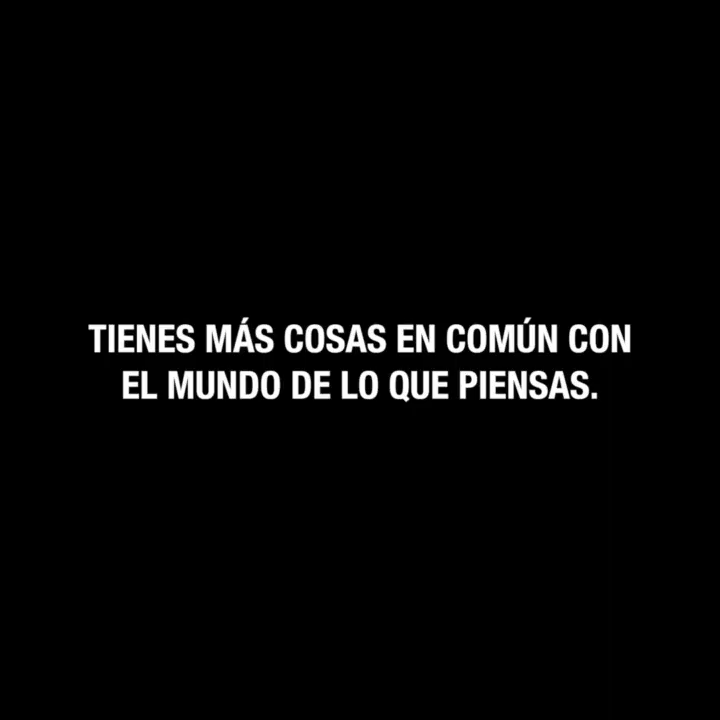 TIENES MÁS COSAS EN COMÚN CON
EL MUNDO DE LO QUE PIENSAS.